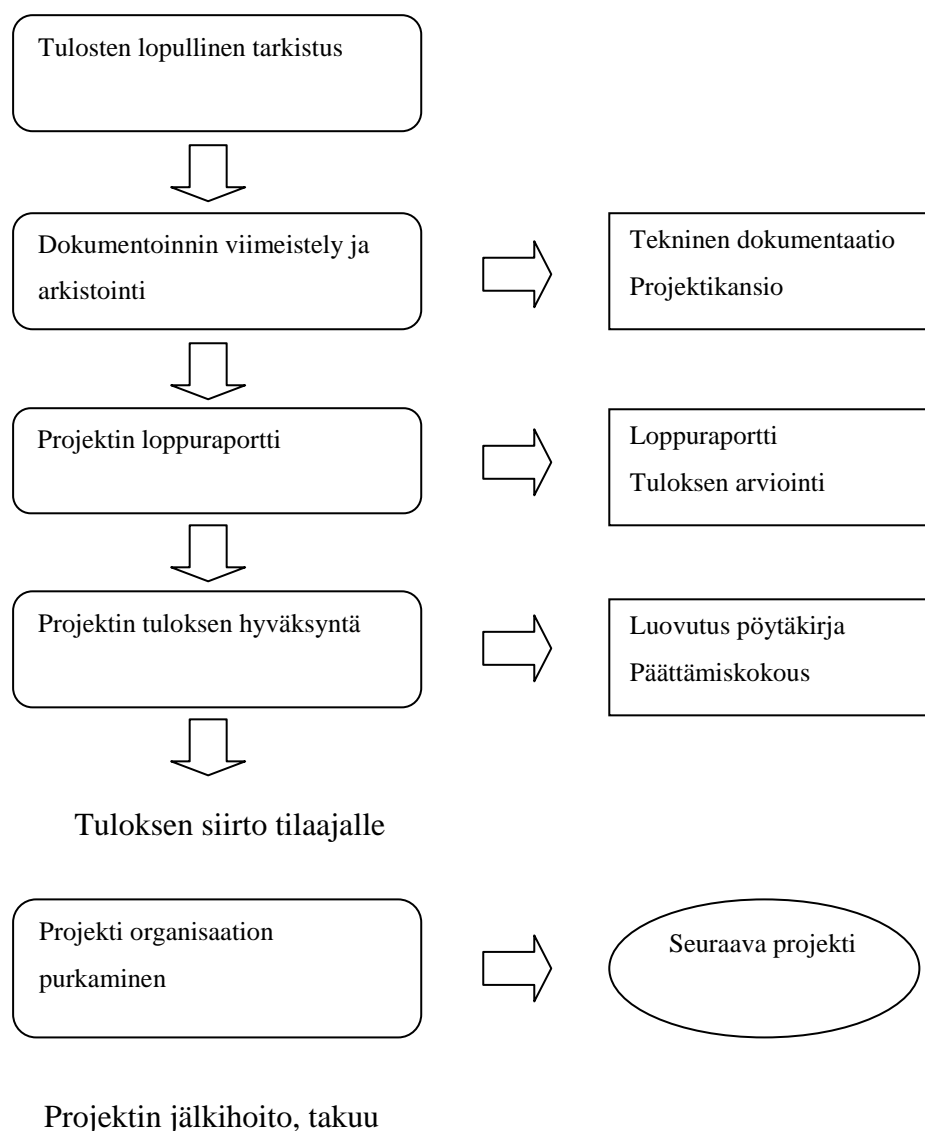 Tulosten lopullinen tarkistus
Dokumentoinnin viimeistely ja
arkistointi
Tekninen dokumentaatio
Projektikansio
Projektin loppuraportti
Loppuraportti
Tuloksen arviointi
Projektin tuloksen hyväksyntä
Luovutus pöytäkirja
Päättämiskokous
Tuloksen siirto tilaajalle
Projekti organisaation
purkaminen
Seuraava projekti
Projektin jälkihoito, takuu